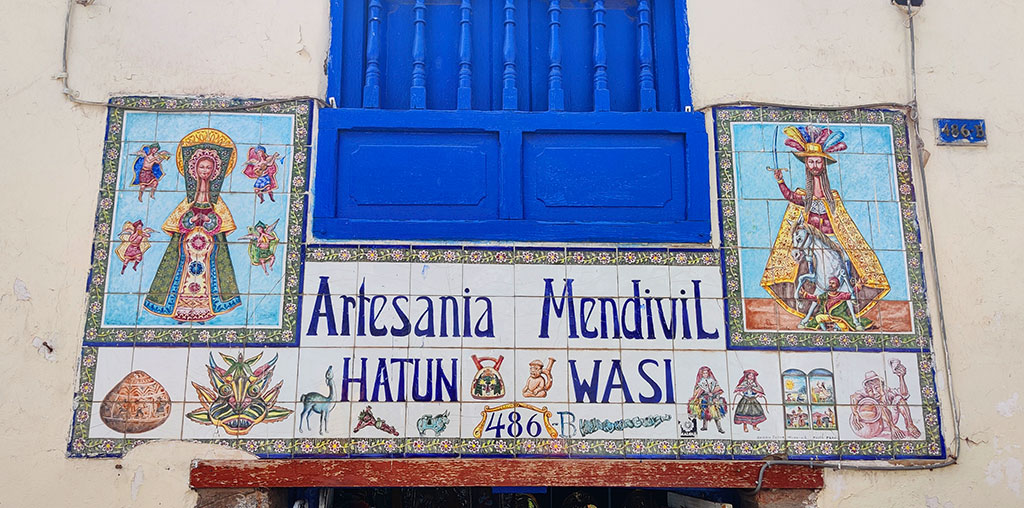 486 B
Artesania Mendivil
HATUN WASI
486-B